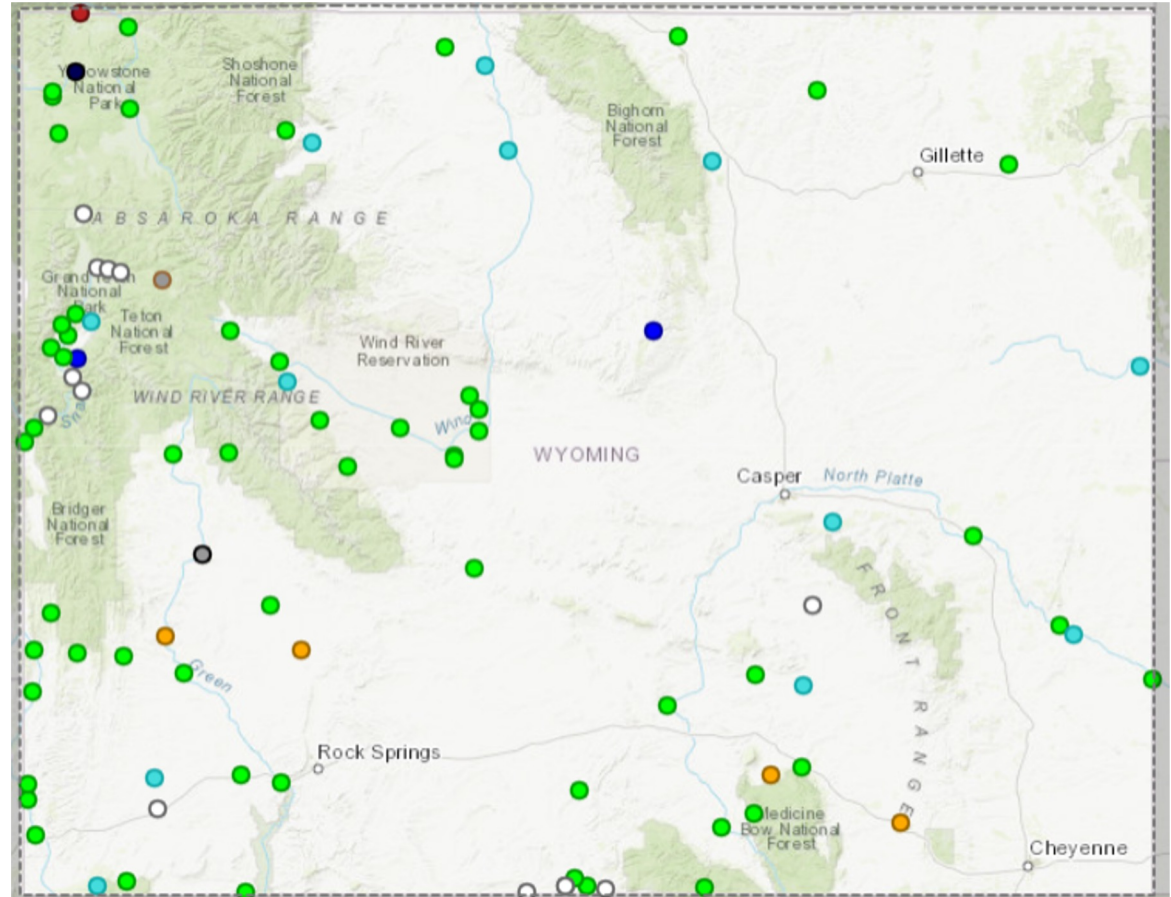 Shoshone
National
Forest
Yellowstone
National
Park
Bighorn
National
Forest
Gillette
ABSAROKA RANGE
Grand Teton
National
Park
Teton
National
Forest
Wind River
Reservation
WIND RIVER RANGE
Wind
WYOMING
Casper
North Platte
Bridger
National
Forest
FRONT RANGE
Green
Rock Springs
Medicine
Bow National
Forest
Cheyenne